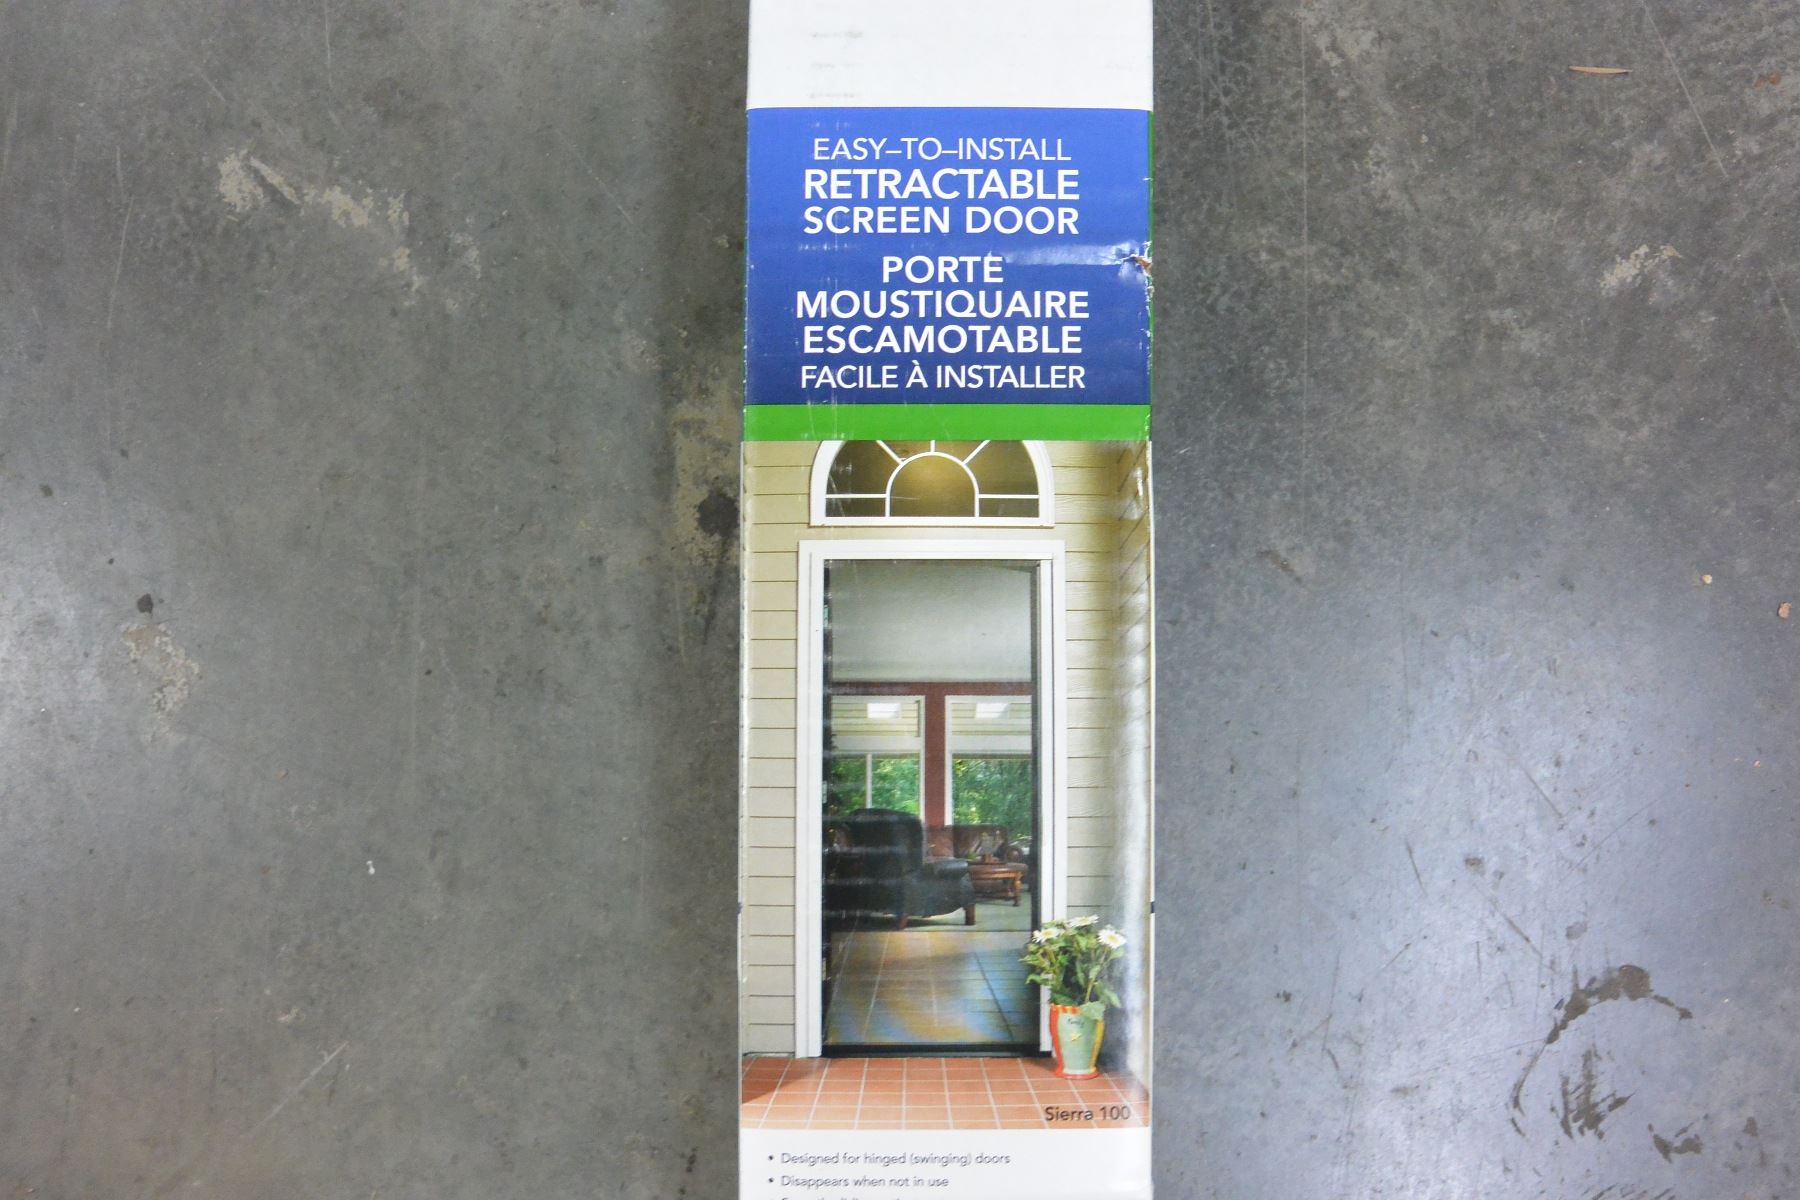 EASY–TO–INSTALL
RETRACTABLE
SCREEN DOOR
PORTE
MOUSTIQUAIRE
ESCAMOTABLE
FACILE À INSTALLER
Sierra 100
• Designed for hinged (swinging) doors
• Disappears when not in use